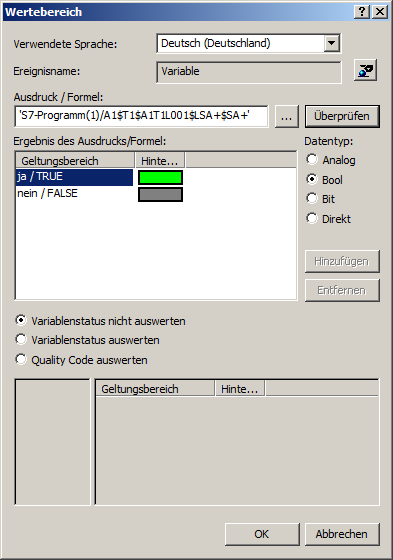 Wertebereich
Verwendete Sprache: Deutsch (Deutschland)
Ereignisname: Variable
Ausdruck / Formel:
'S7-Programm(1)/A1$T1$A1T1L001$LSA+$SA+' ... Überprüfen
Ergebnis des Ausdrucks/Formel: Datentyp:
Geltungsbereich Hinte... Analog
ja / TRUE Bool
nein / FALSE Bit
Direkt
Hinzufügen
Entfernen
Variablenstatus nicht auswerten
Variablenstatus auswerten
Quality Code auswerten
Geltungsbereich Hinte...
OK Abbrechen